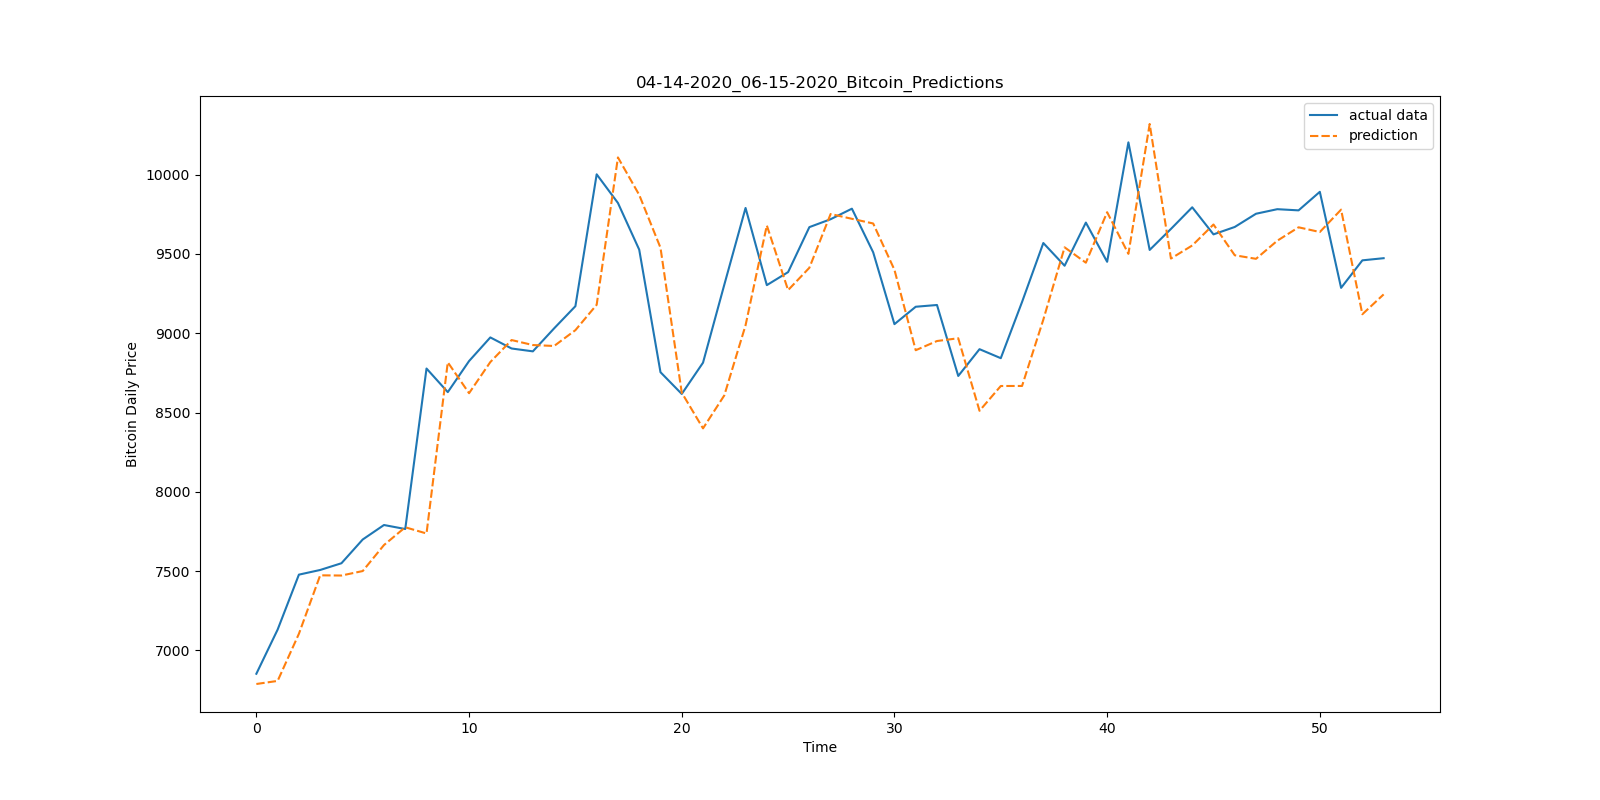 04-14-2020_06-15-2020_Bitcoin_Predictions
actual data
prediction
10000
9500
9000
8500
8000
7500
7000
Bitcoin Daily Price
0 10 20 30 40 50
Time